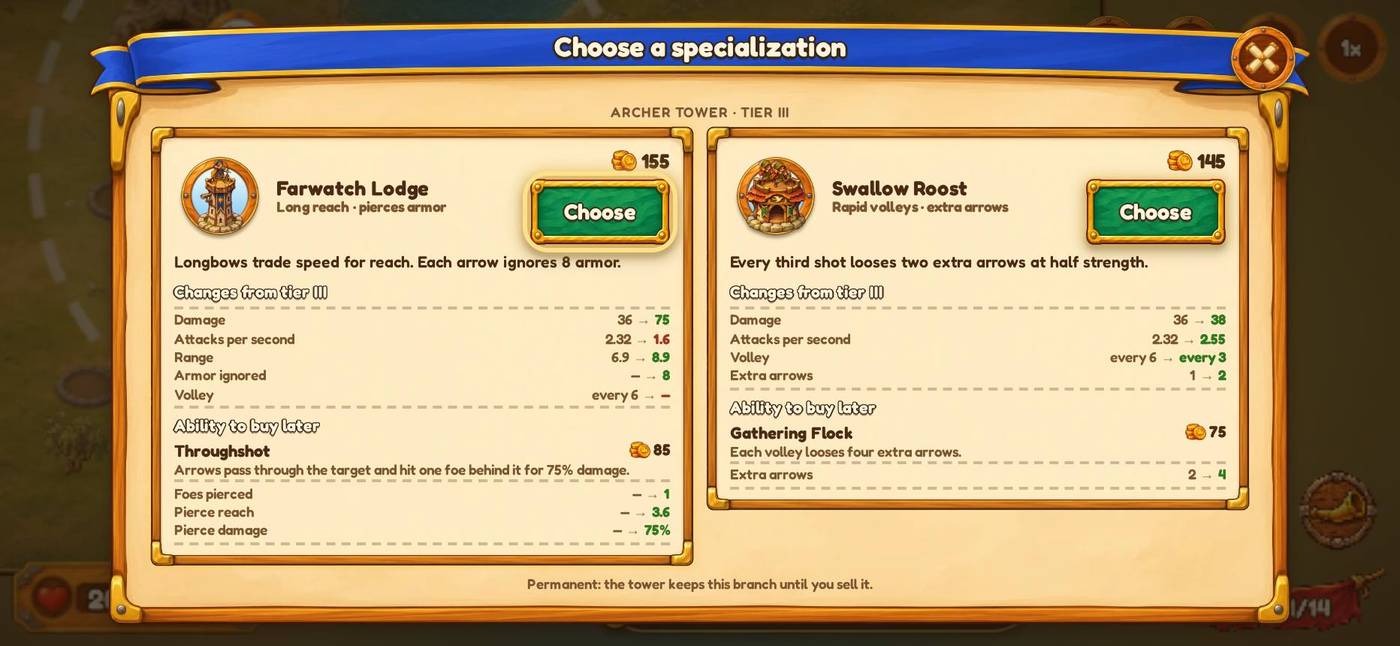 Choose a specialization
1x
ARCHER TOWER · TIER III
155
Farwatch Lodge
Long reach · pierces armor
Choose
Longbows trade speed for reach. Each arrow ignores 8 armor.
Changes from tier III
Damage 36 → 75
Attacks per second 2.32 → 1.6
Range 6.9 → 8.9
Armor ignored – → 8
Volley every 6 → –
Ability to buy later
Throughshot 85
Arrows pass through the target and hit one foe behind it for 75% damage.
Foes pierced – → 1
Pierce reach – → 3.6
Pierce damage – → 75%
145
Swallow Roost
Rapid volleys · extra arrows
Choose
Every third shot looses two extra arrows at half strength.
Changes from tier III
Damage 36 → 38
Attacks per second 2.32 → 2.55
Volley every 6 → every 3
Extra arrows 1 → 2
Ability to buy later
Gathering Flock 75
Each volley looses four extra arrows.
Extra arrows 2 → 4
Permanent: the tower keeps this branch until you sell it.